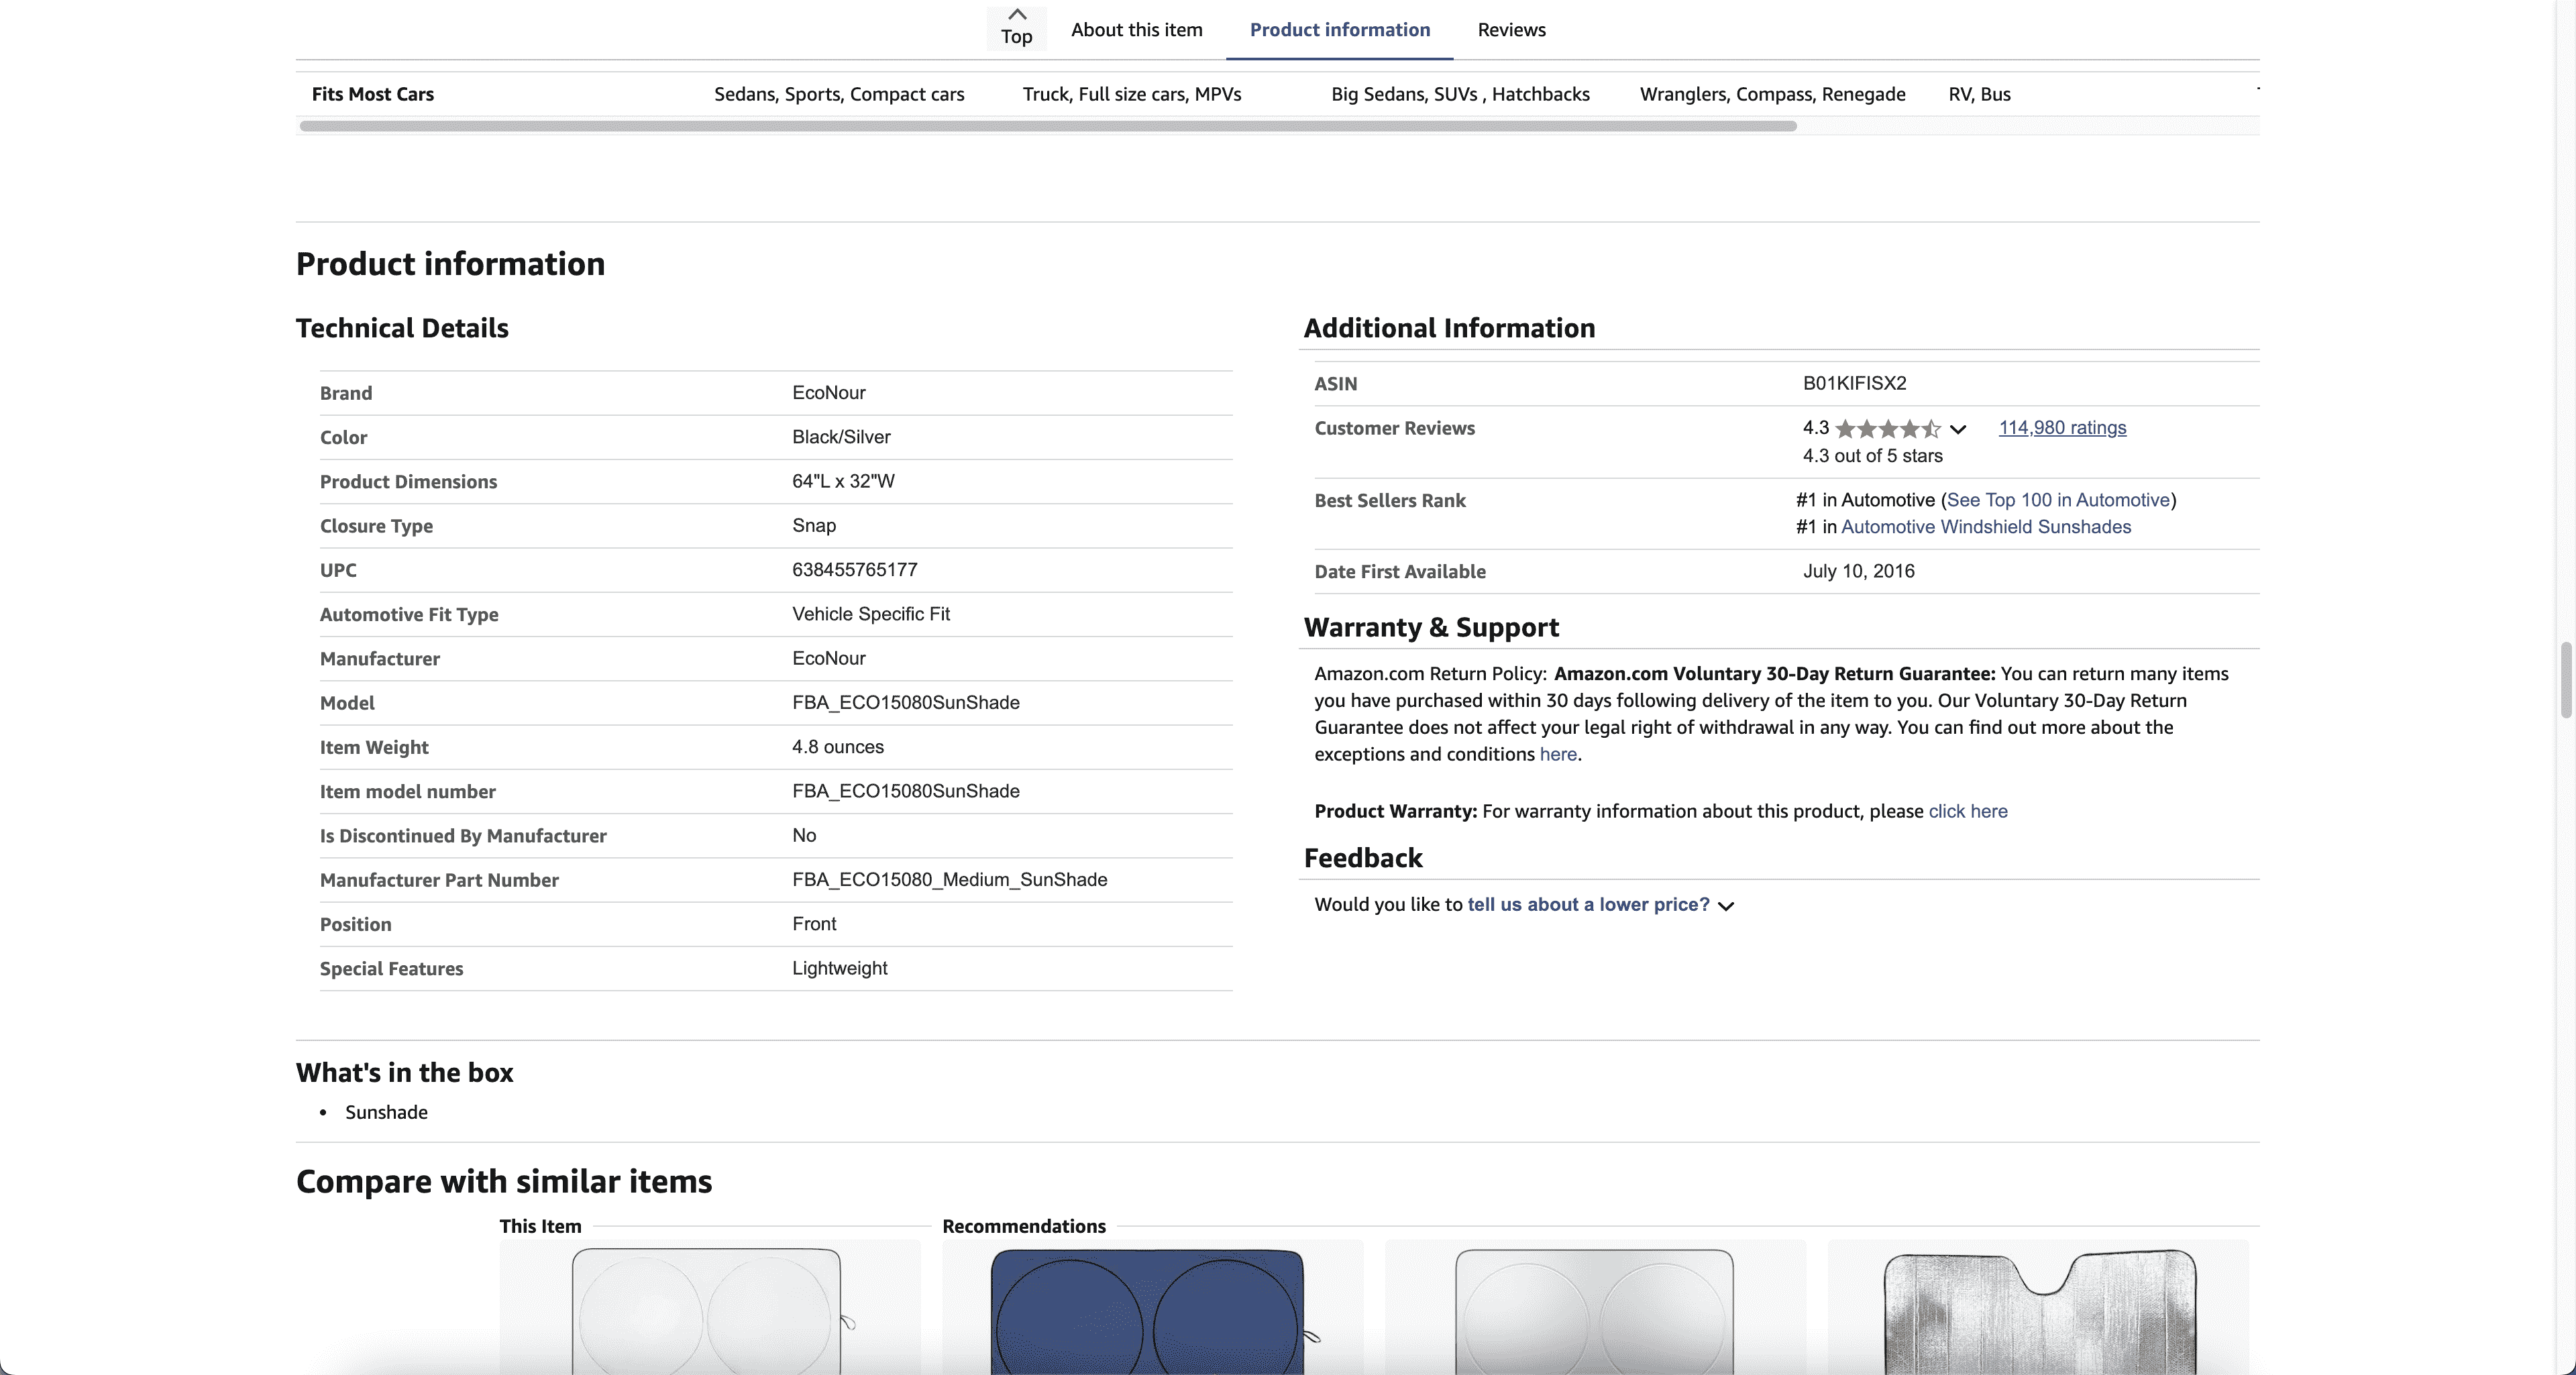 Top
About this item
Product information
Reviews
Fits Most Cars Sedans, Sports, Compact cars Truck, Full size cars, MPVs Big Sedans, SUVs , Hatchbacks Wranglers, Compass, Renegade RV, Bus
Product information
Technical Details
Brand EcoNour
Color Black/Silver
Product Dimensions 64"L x 32"W
Closure Type Snap
UPC 638455765177
Automotive Fit Type Vehicle Specific Fit
Manufacturer EcoNour
Model FBA_ECO15080SunShade
Item Weight 4.8 ounces
Item model number FBA_ECO15080SunShade
Is Discontinued By Manufacturer No
Manufacturer Part Number FBA_ECO15080_Medium_SunShade
Position Front
Special Features Lightweight
Additional Information
ASIN B01KIFISX2
Customer Reviews 4.3 114,980 ratings
4.3 out of 5 stars
Best Sellers Rank #1 in Automotive (See Top 100 in Automotive)
#1 in Automotive Windshield Sunshades
Date First Available July 10, 2016
Warranty & Support
Amazon.com Return Policy: Amazon.com Voluntary 30-Day Return Guarantee: You can return many items
you have purchased within 30 days following delivery of the item to you. Our Voluntary 30-Day Return
Guarantee does not affect your legal right of withdrawal in any way. You can find out more about the
exceptions and conditions here.
Product Warranty: For warranty information about this product, please click here
Feedback
Would you like to tell us about a lower price?
What's in the box
• Sunshade
Compare with similar items
This Item
Recommendations